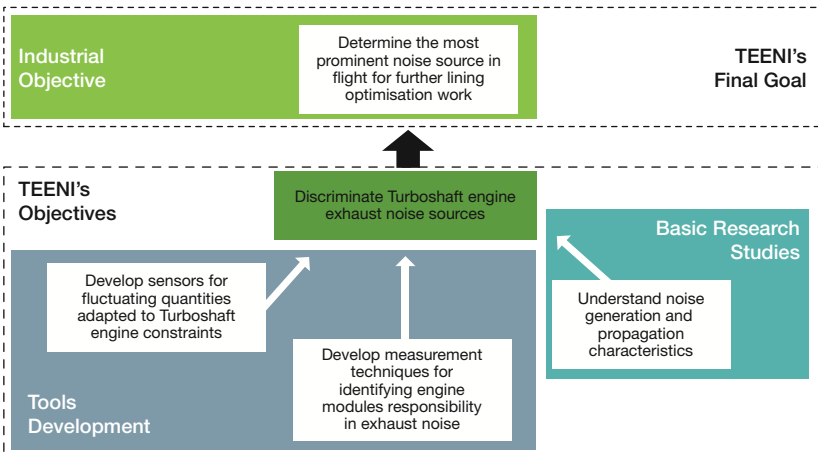 Industrial
Objective
Determine the most
prominent noise source in
flight for further lining
optimisation work
TEENI's
Final Goal
TEENI's
Objectives
Discriminate Turboshaft engine
exhaust noise sources
Basic Research
Studies
Develop sensors for
fluctuating quantities
adapted to Turboshaft
engine constraints
Understand noise
generation and
propagation
characteristics
Develop measurement
techniques for
identifying engine
modules responsibility
in exhaust noise
Tools
Development